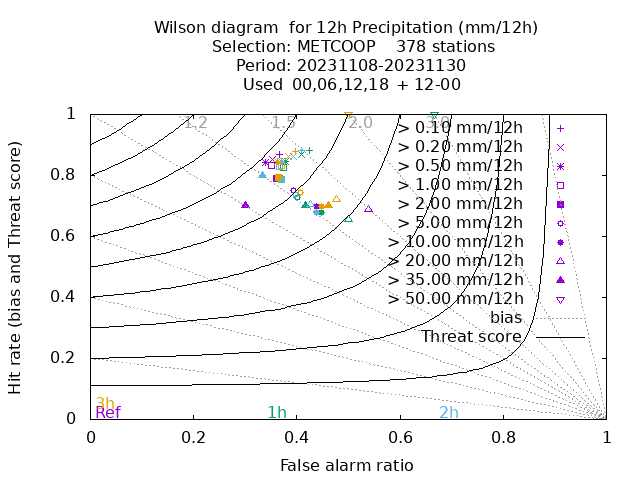 Wilson diagram  for 12h Precipitation (mm/12h)
Selection: METCOOP    378 stations
Period: 20231108-20231130
Used  00,06,12,18  + 12-00
Hit rate (bias and Threat score)
1
0.8
0.6
0.4
0.2
0
1.2
1.5
2.0
> 0.10 mm/12h
> 0.20 mm/12h
> 0.50 mm/12h
> 1.00 mm/12h
> 2.00 mm/12h
> 5.00 mm/12h
> 10.00 mm/12h
> 20.00 mm/12h
> 35.00 mm/12h
> 50.00 mm/12h
bias
Threat score
3h
Ref
1h
2h
0
0.2
0.4
0.6
0.8
1
False alarm ratio